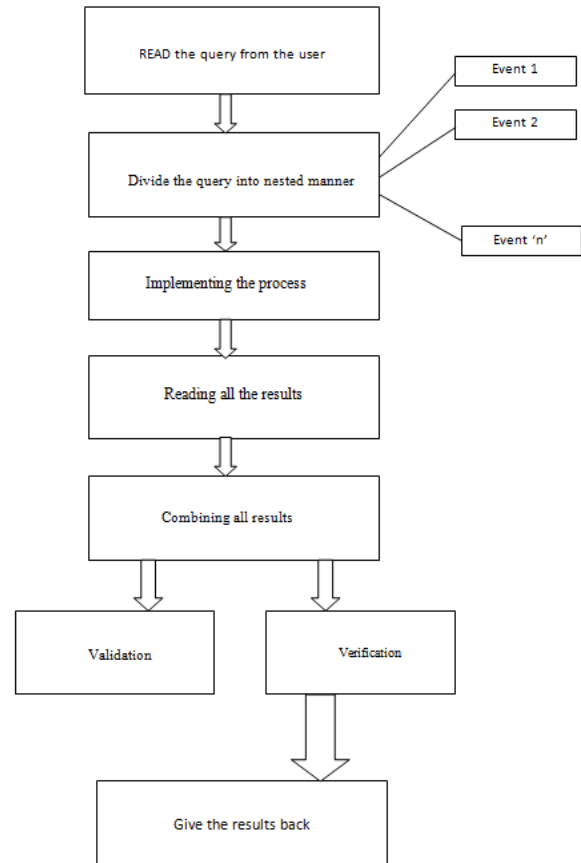 READ the query from the user
Event 1
Event 2
Divide the query into nested manner
Event ‘n’
Implementing the process
Reading all the results
Combining all results
Validation
Verification
Give the results back